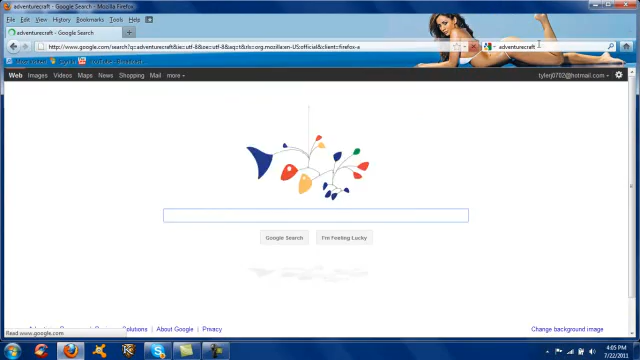 adventurecraft - Google Search - Mozilla Firefox
File Edit View History Bookmarks Tools Help
adventurecraft - Google Search
http://www.google.com/search?q=adventurecraft&ie=utf-8&oe=utf-8&aq=t&rls=org.mozilla:en-US:official&client=firefox-a
adventurecraft
Web Images Videos Maps News Shopping Gmail more
tylerj0702@hotmail.com
Google Search I'm Feeling Lucky
Solutions About Google Privacy
Change background image
Read www.google.com
4:05 PM
7/22/2011